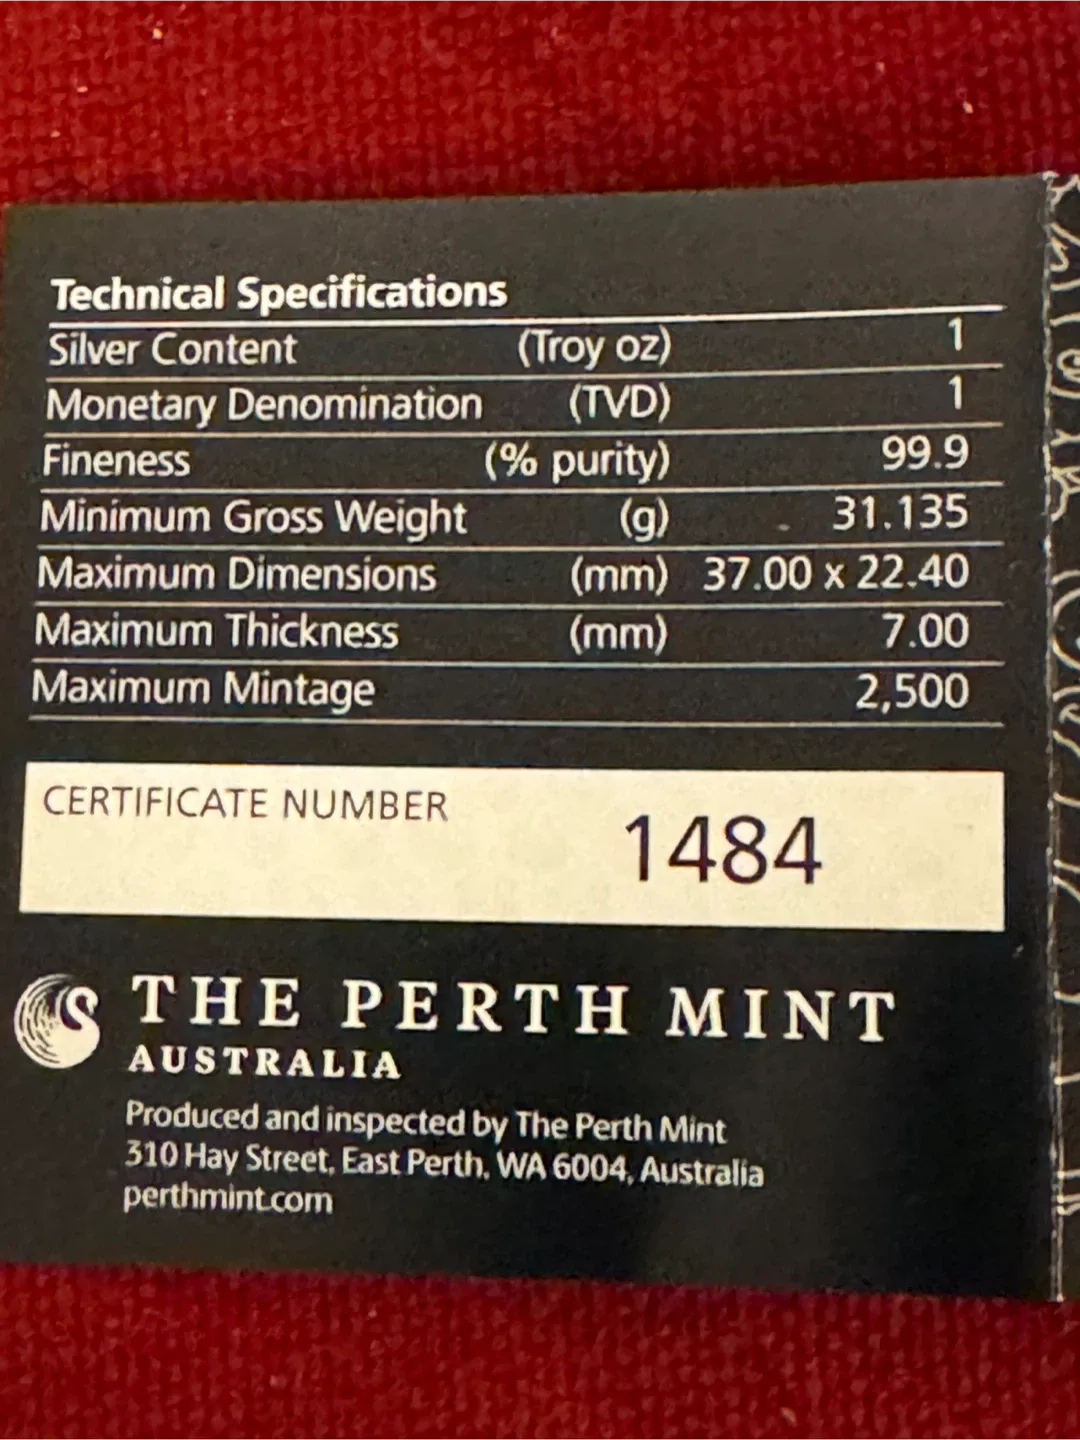 Technical Specifications
Silver Content (Troy oz) 1
Monetary Denomination (TVD) 1
Fineness (% purity) 99.9
Minimum Gross Weight (g) 31.135
Maximum Dimensions (mm) 37.00 x 22.40
Maximum Thickness (mm) 7.00
Maximum Mintage 2,500
CERTIFICATE NUMBER 1484
THE PERTH MINT
AUSTRALIA
Produced and inspected by The Perth Mint
310 Hay Street, East Perth, WA 6004, Australia
perthmint.com